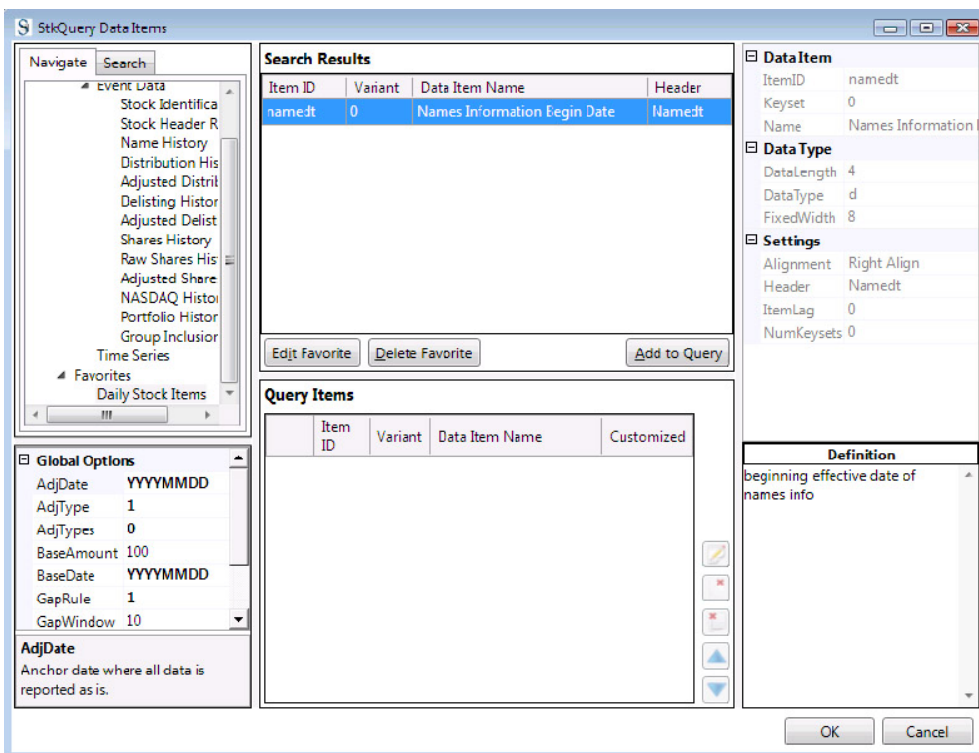 StkQuery Data Items
Navigate Search
Event Data
Stock Identifica
Stock Header R
Name History
Distribution His
Adjusted Distrib
Delisting Histor
Adjusted Delist
Shares History
Raw Shares His
Adjusted Share
NASDAQ Histor
Portfolio Histor
Group Inclusior
Time Series
Favorites
Daily Stock Items
Global Options
AdjDate YYYYMMDD
AdjType 1
AdjTypes 0
BaseAmount 100
BaseDate YYYYMMDD
GapRule 1
GapWindow 10
AdjDate
Anchor date where all data is
reported as is.
Search Results
Item ID Variant Data Item Name Header
namedt 0 Names Information Begin Date Namedt
Edit Favorite Delete Favorite Add to Query
Query Items
Item
ID Variant Data Item Name Customized
Data Item
ItemID namedt
Keyset 0
Name Names Information
Data Type
DataLength 4
DataType d
FixedWidth 8
Settings
Alignment Right Align
Header Namedt
ItemLag 0
NumKeysets 0
Definition
beginning effective date of
names info
OK Cancel